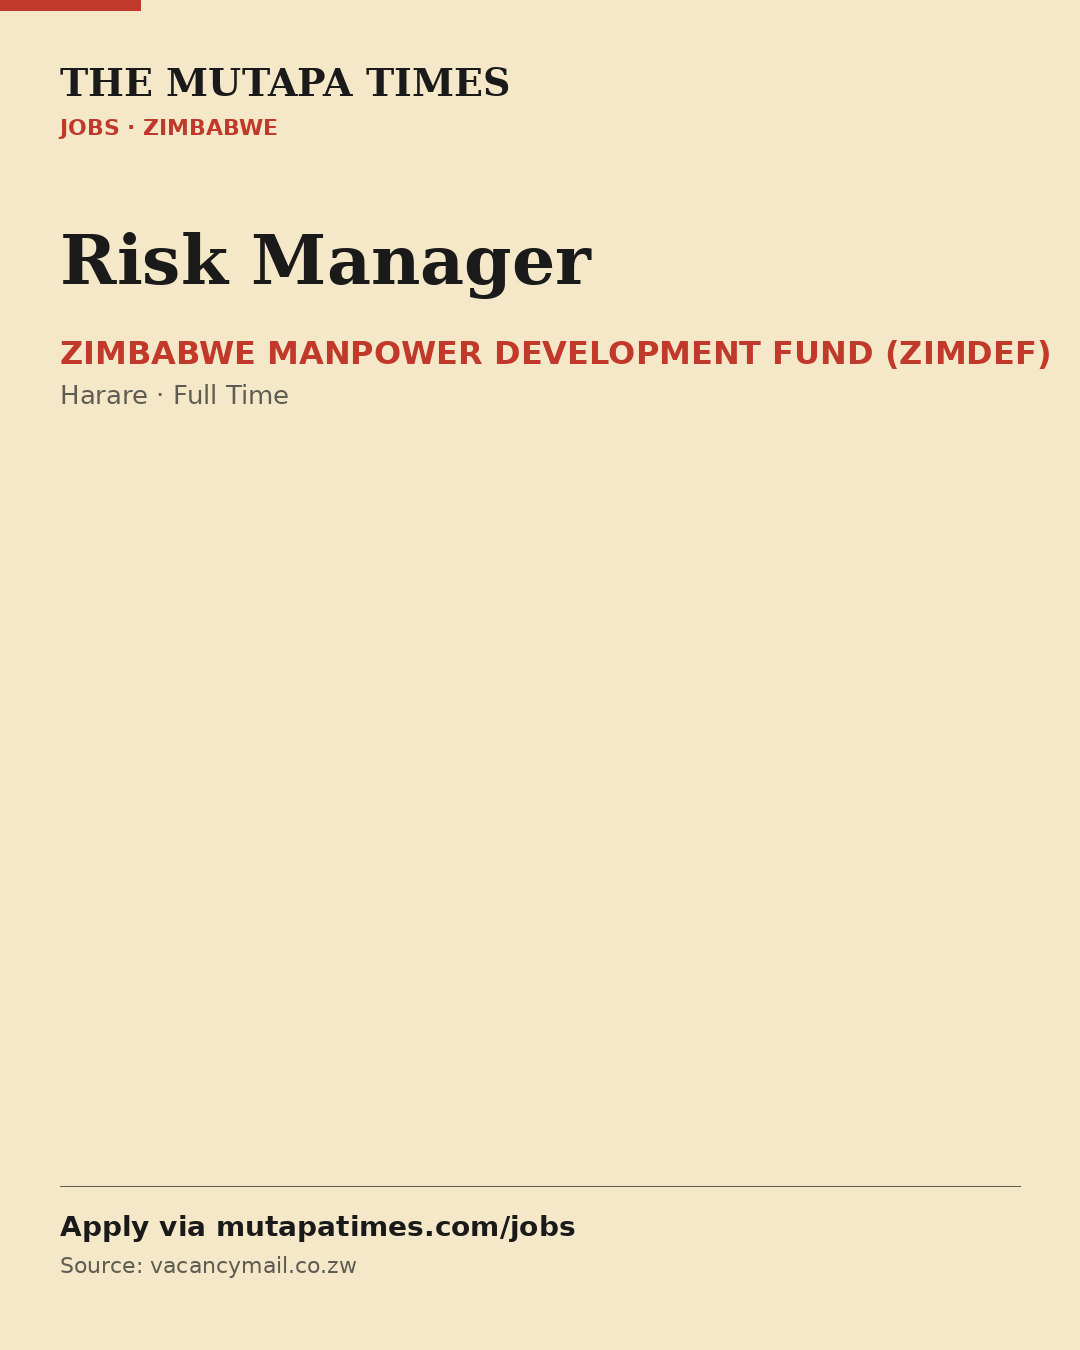 THE MUTAPA TIMES
JOBS · ZIMBABWE
Risk Manager
ZIMBABWE MANPOWER DEVELOPMENT FUND (ZIMDEF)
Harare · Full Time
Apply via mutapatimes.com/jobs
Source: vacancymail.co.zw